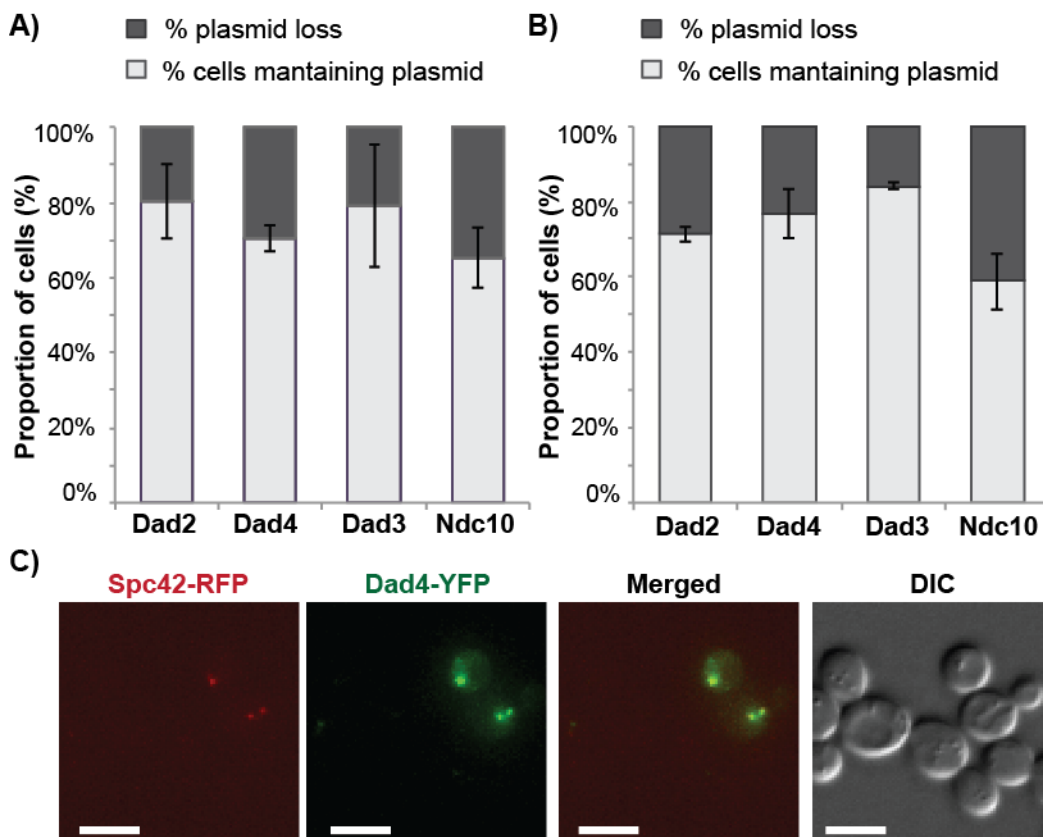 A)
% plasmid loss
% cells mantaining plasmid
Proportion of cells (%)
100%
80%
60%
40%
20%
0%
Dad2 Dad4 Dad3 Ndc10
B)
% plasmid loss
% cells mantaining plasmid
Proportion of cells (%)
100%
80%
60%
40%
20%
0%
Dad2 Dad4 Dad3 Ndc10
C)
Spc42-RFP Dad4-YFP Merged DIC